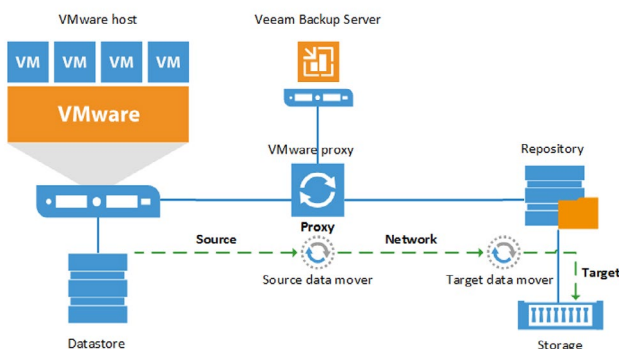 VMware host
Veeam Backup Server
VM VM VM VM
VMware
VMware proxy
Repository
Proxy
Source
Network
Source data mover
Target data mover
Target
Datastore
Storage